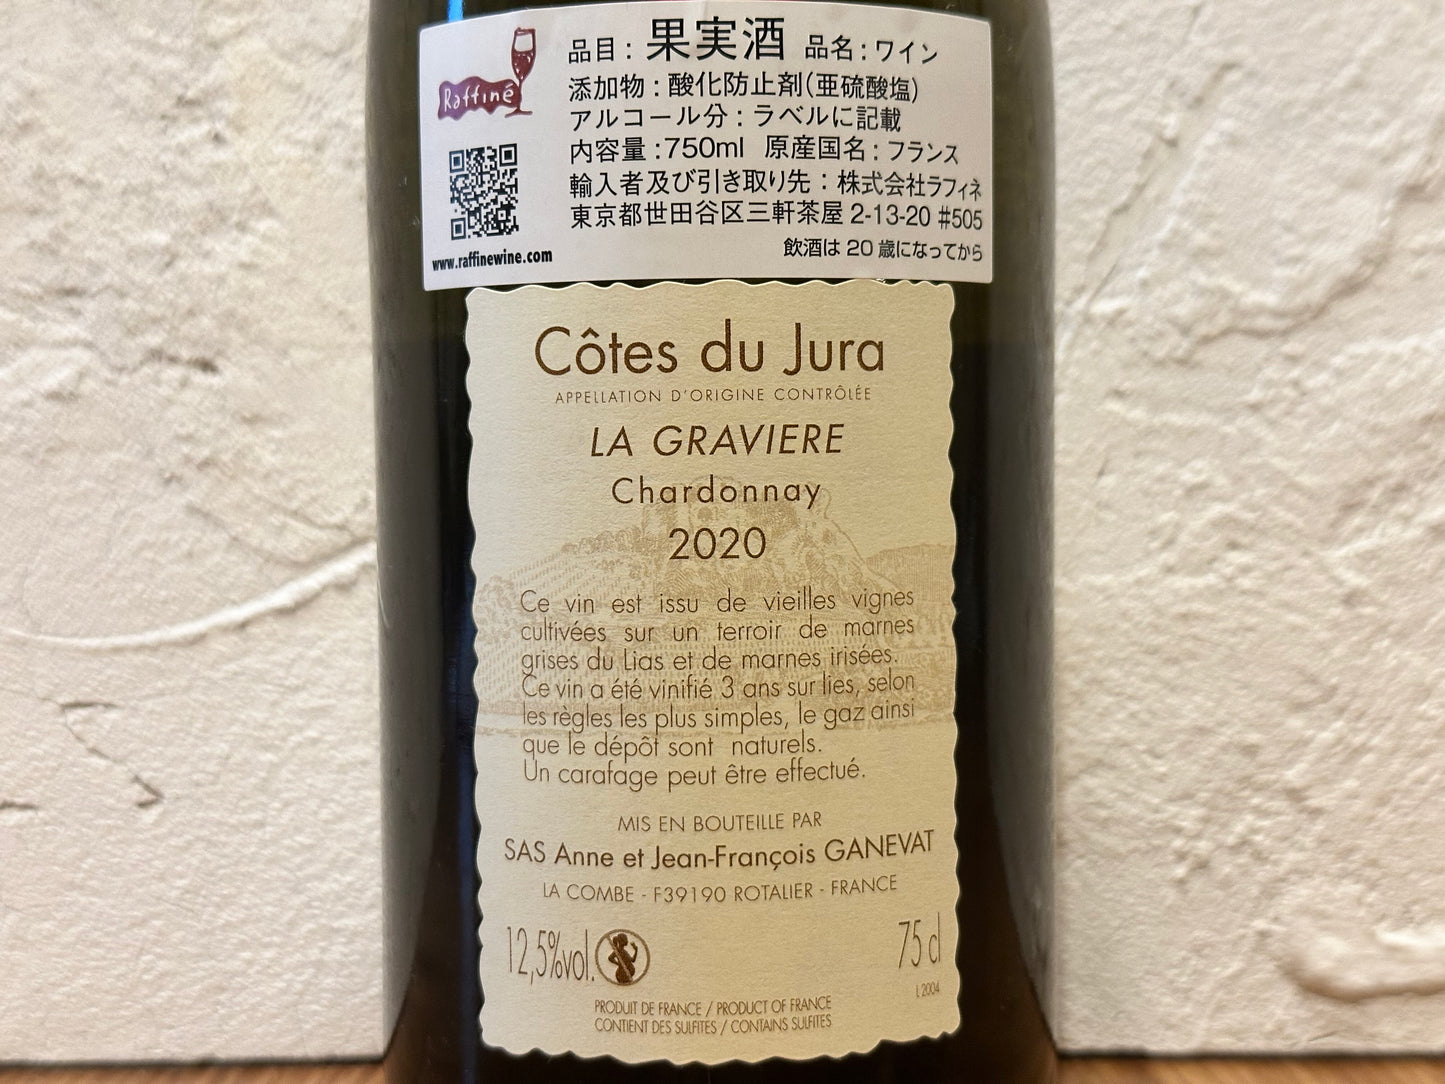 Raffiné
www.raffinewine.com
品目：果実酒 品名：ワイン
添加物：酸化防止剤(亜硫酸塩)
アルコール分：ラベルに記載
内容量：750ml 原産国名：フランス
輸入者及び引き取り先：株式会社ラフィネ
東京都世田谷区三軒茶屋 2-13-20 #505
飲酒は 20 歳になってから
Côtes du Jura
APPELLATION D'ORIGINE CONTRÔLÉE
LA GRAVIERE
Chardonnay
2020
Ce vin est issu de vieilles vignes
cultivées sur un terroir de marnes
grises du Lias et de marnes irisées.
Ce vin a été vinifié 3 ans sur lies, selon
les règles les plus simples, le gaz ainsi
que le dépôt sont naturels.
Un carafage peut être effectué.
MIS EN BOUTEILLE PAR
SAS Anne et Jean-François GANEVAT
LA COMBE - F39190 ROTALIER - FRANCE
12,5%vol.
75 cl
L2004
PRODUIT DE FRANCE / PRODUCT OF FRANCE
CONTIENT DES SULFITES / CONTAINS SULFITES